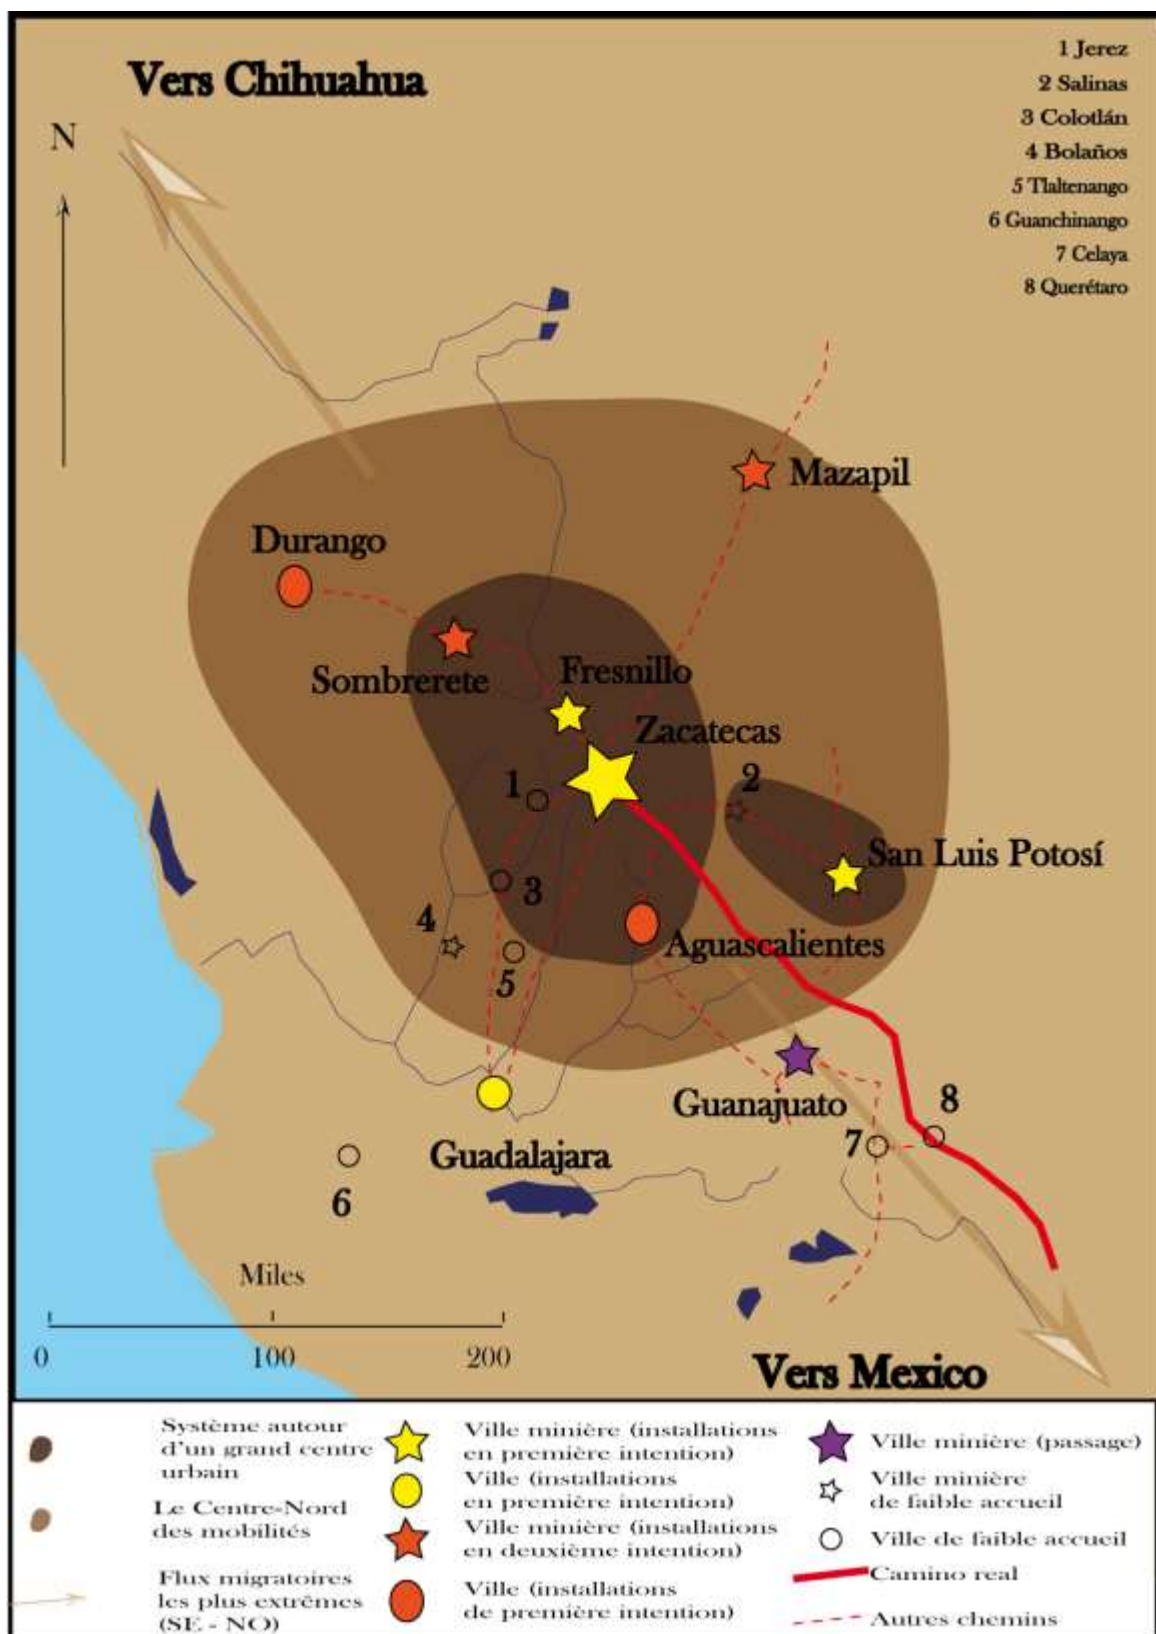 Vers Chihuahua
1 Jerez
2 Salinas
3 Colotlán
4 Bolaños
5 Tlaltenango
6 Guanchinango
7 Celaya
8 Querétaro
N
Mazapil
Durango
Sombrerete
Fresnillo
Zacatecas
1
2
San Luis Potosí
3
4
Aguascalientes
5
Guanajuato
8
7
Guadalajara
6
Miles
0 100 200
Vers Mexico
Système autour
d'un grand centre
urbain
Le Centre-Nord
des mobilités
Flux migratoires
les plus extrêmes
(SE - NO)
Ville minière (installations
en première intention)
Ville (installations
en première intention)
Ville minière (installations
en deuxième intention)
Ville (installations
de première intention)
Ville minière (passage)
Ville minière
de faible accueil
Ville de faible accueil
Camino real
Autres chemins